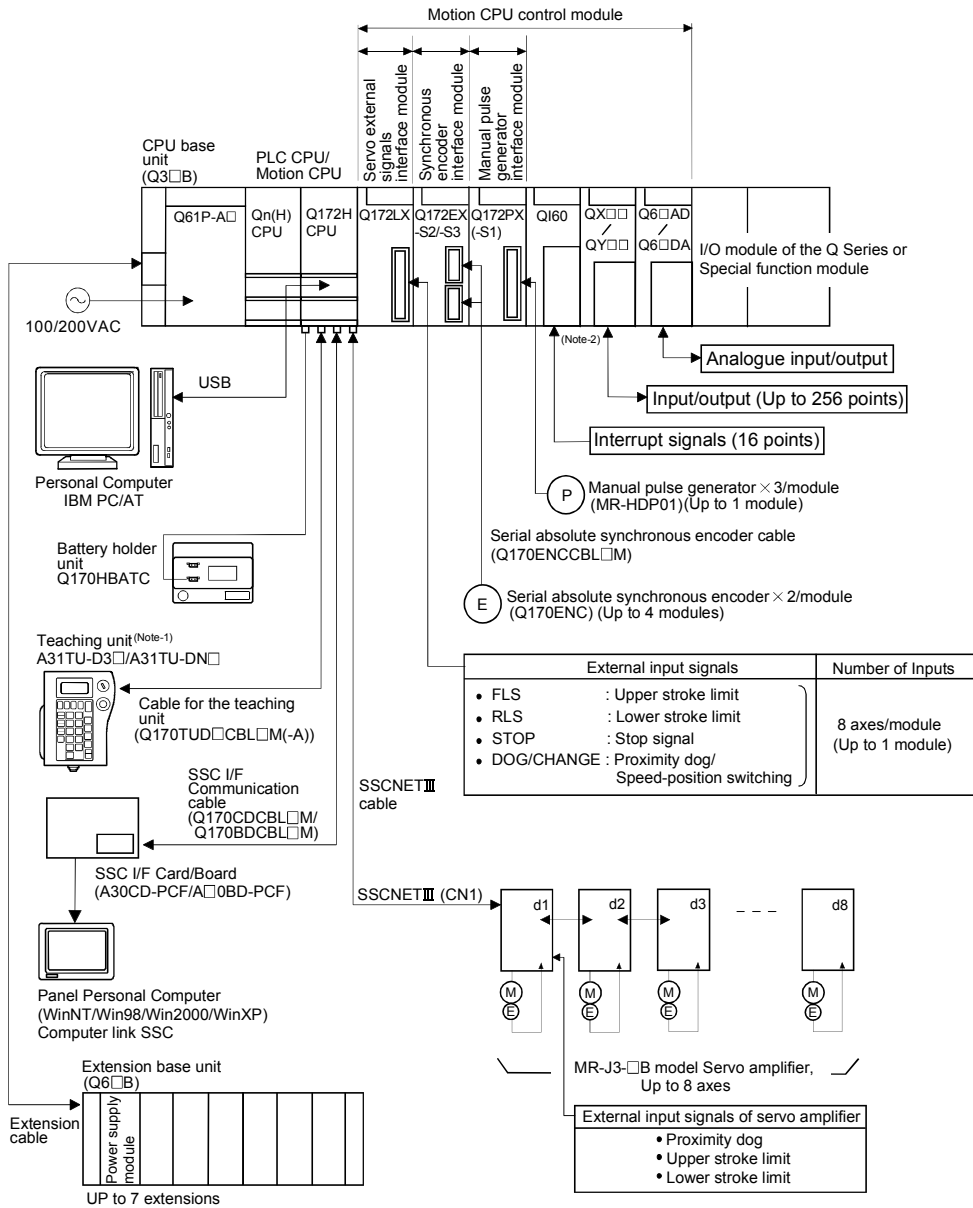 Motion CPU control module
Servo external
signals
interface module
Synchronous
encoder
interface module
Manual pulse
generator
interface module
CPU base
unit
(Q3□B)
PLC CPU/
Motion CPU
Q61P-A□
Qn(H)
CPU
Q172H
CPU
Q172LX
Q172EX
-S2/-S3
Q172PX
(-S1)
QI60
QX□□
/
QY□□
Q6□AD
/
Q6□DA
I/O module of the Q Series or
Special function module
100/200VAC
(Note-2)
Analogue input/output
USB
Input/output (Up to 256 points)
Interrupt signals (16 points)
Personal Computer
IBM PC/AT
P
Manual pulse generator×3/module
(MR-HDP01)(Up to 1 module)
Serial absolute synchronous encoder cable
(Q170ENCCBL□M)
Battery holder
unit
Q170HBATC
E
Serial absolute synchronous encoder×2/module
(Q170ENC) (Up to 4 modules)
Teaching unit(Note-1)
A31TU-D3□/A31TU-DN□
Cable for the teaching
unit
(Q170TUD□CBL□M(-A))
External input signals
Number of Inputs
• FLS : Upper stroke limit
• RLS : Lower stroke limit
• STOP : Stop signal
• DOG/CHANGE : Proximity dog/
Speed-position switching
8 axes/module
(Up to 1 module)
SSC I/F
Communication
cable
(Q170CDCBL□M/
Q170BDCBL□M)
SSCNETⅢ
cable
SSC I/F Card/Board
(A30CD-PCF/A□0BD-PCF)
SSCNETⅢ (CN1)
d1
d2
d3
d8
M
E
M
E
M
E
M
E
Panel Personal Computer
(WinNT/Win98/Win2000/WinXP)
Computer link SSC
MR-J3-□B model Servo amplifier,
Up to 8 axes
Extension base unit
(Q6□B)
Extension
cable
Power supply
module
UP to 7 extensions
External input signals of servo amplifier
• Proximity dog
• Upper stroke limit
• Lower stroke limit